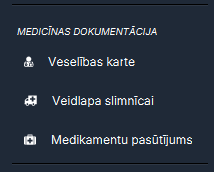 MEDICĪNAS DOKUMENTĀCIJA
Veselības karte
Veidlapa slimnīcai
Medikamentu pasūtījums